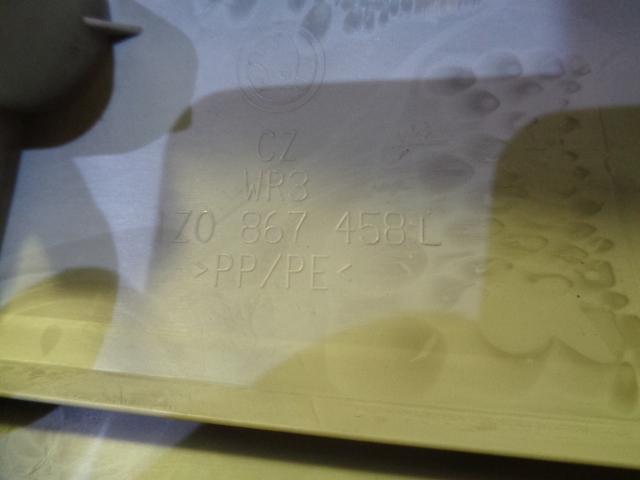 CZ
WR3
1Z0 867 458 L
>PP/PE<